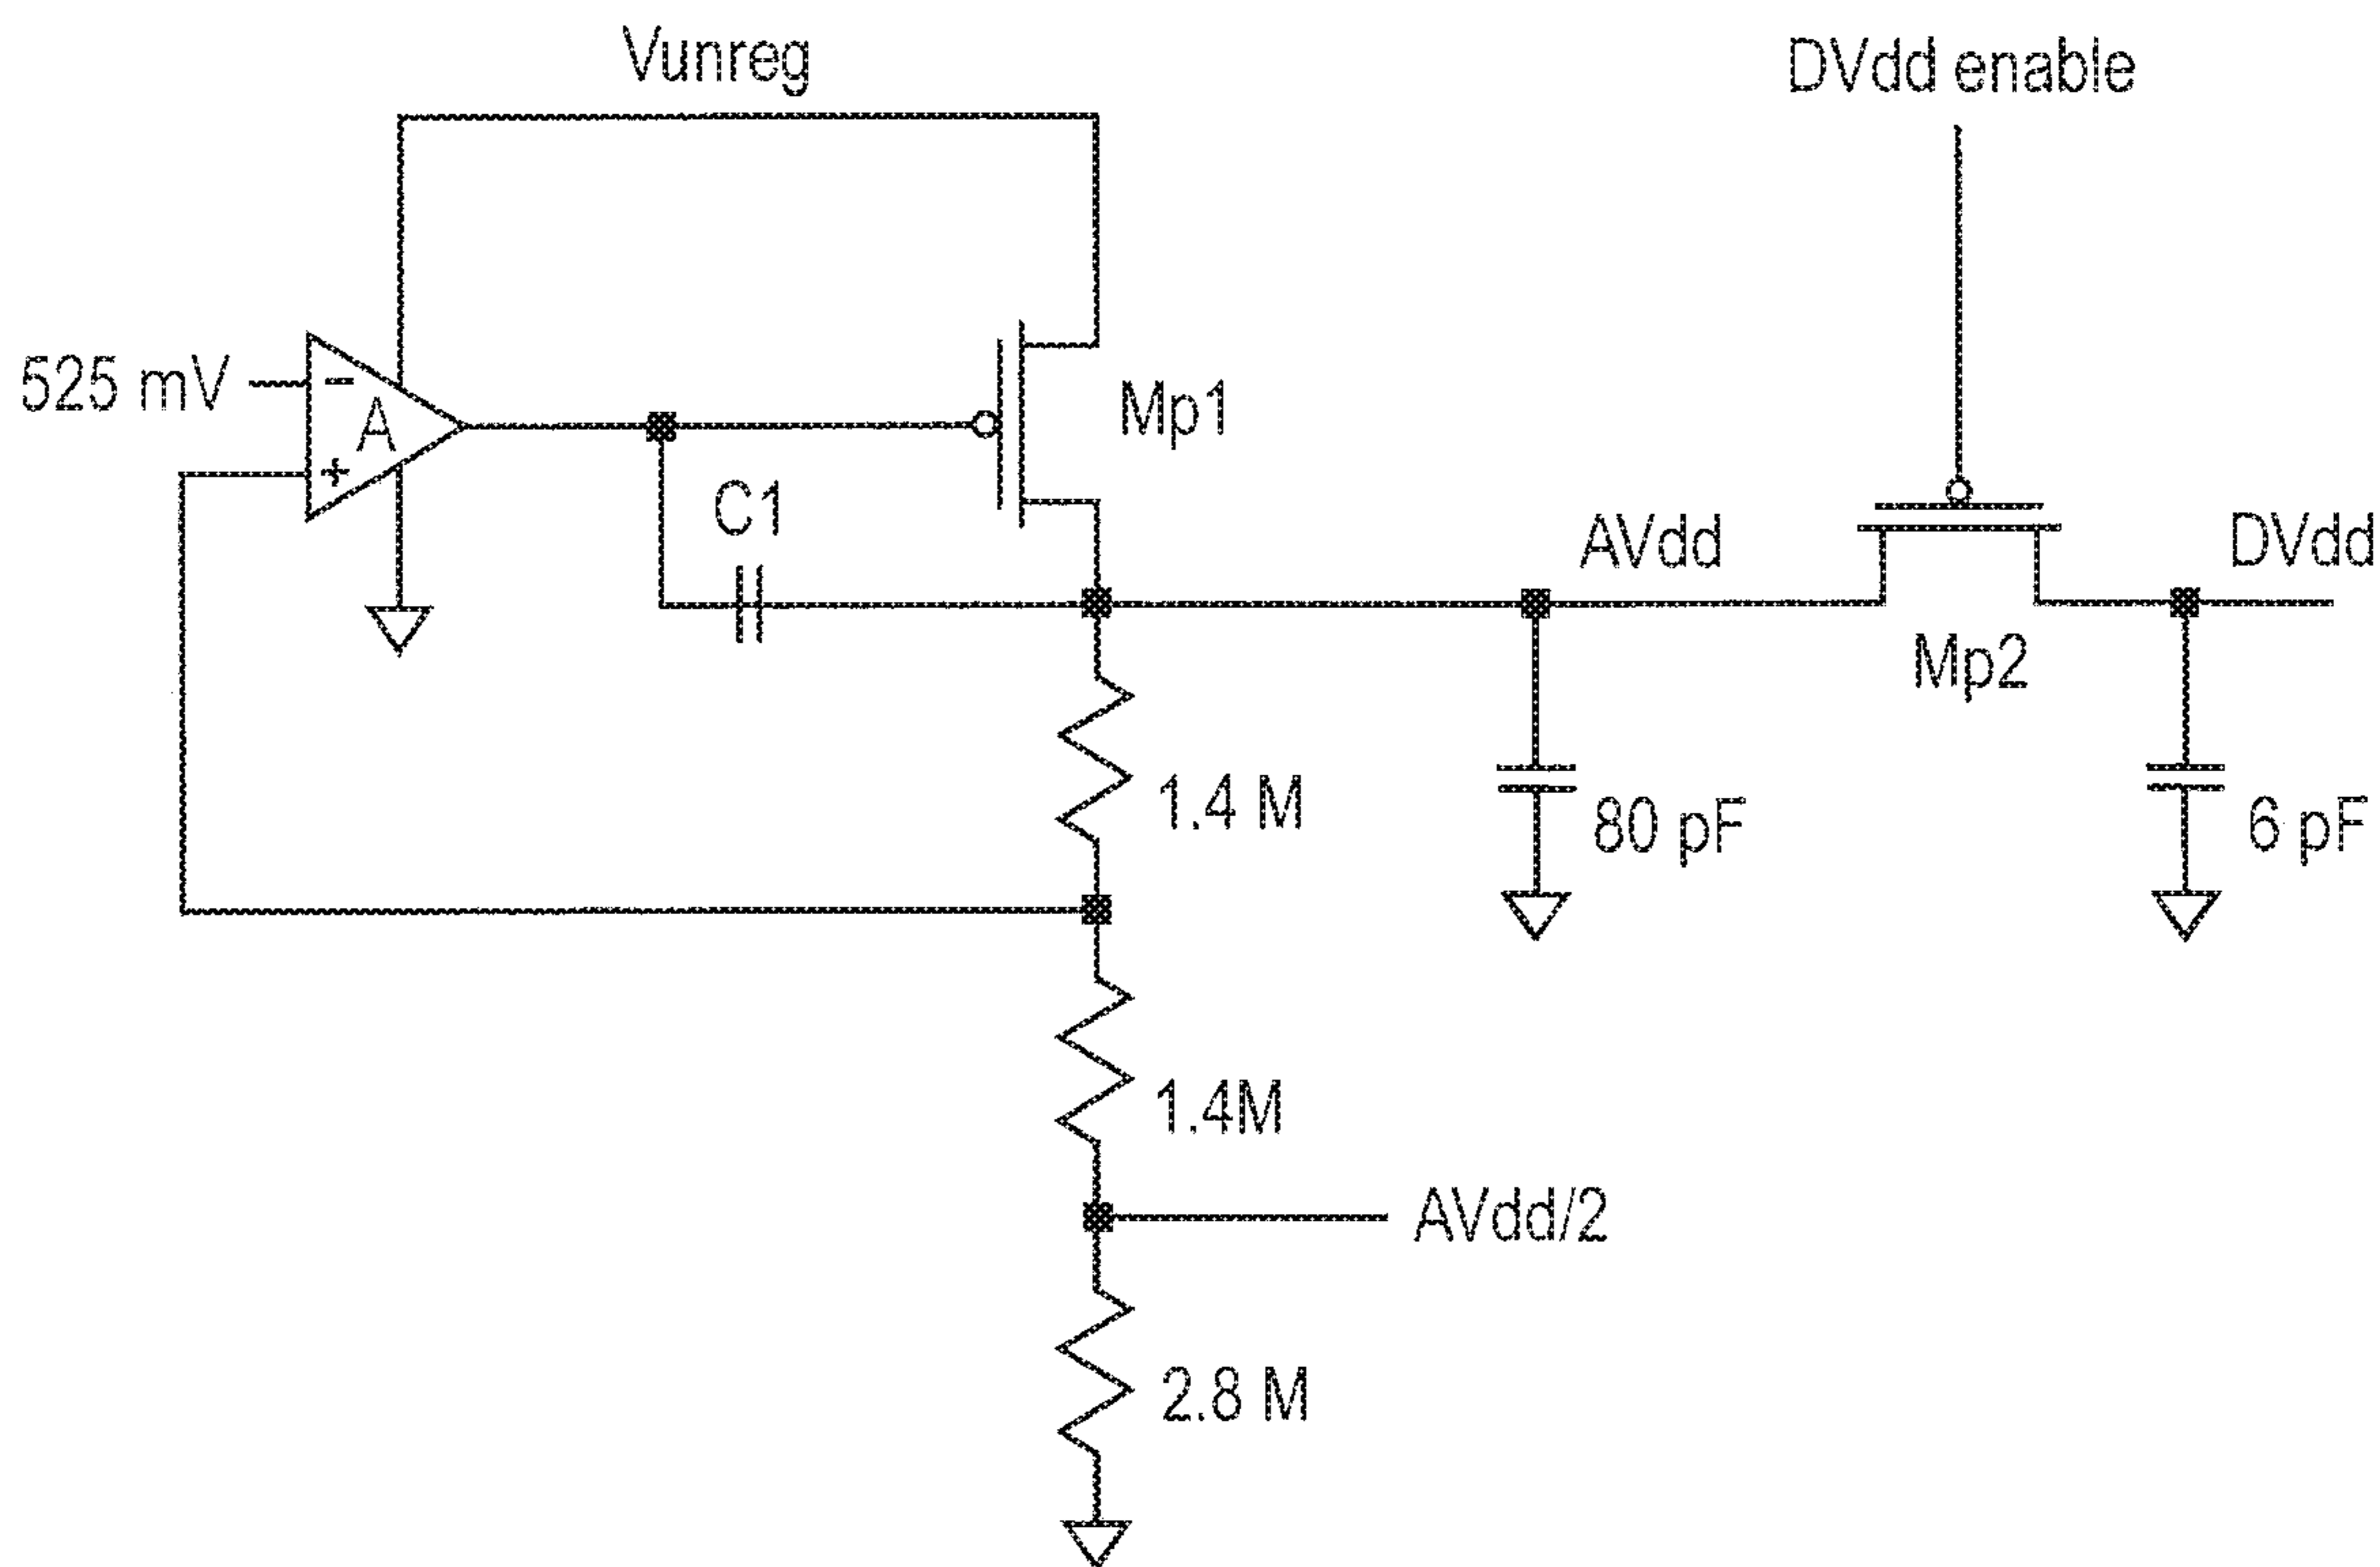 Vunreg
DVdd enable
525 mV
-
A
+
Mp1
C1
AVdd
DVdd
Mp2
1.4 M
80 pF
6 pF
1.4M
AVdd/2
2.8 M